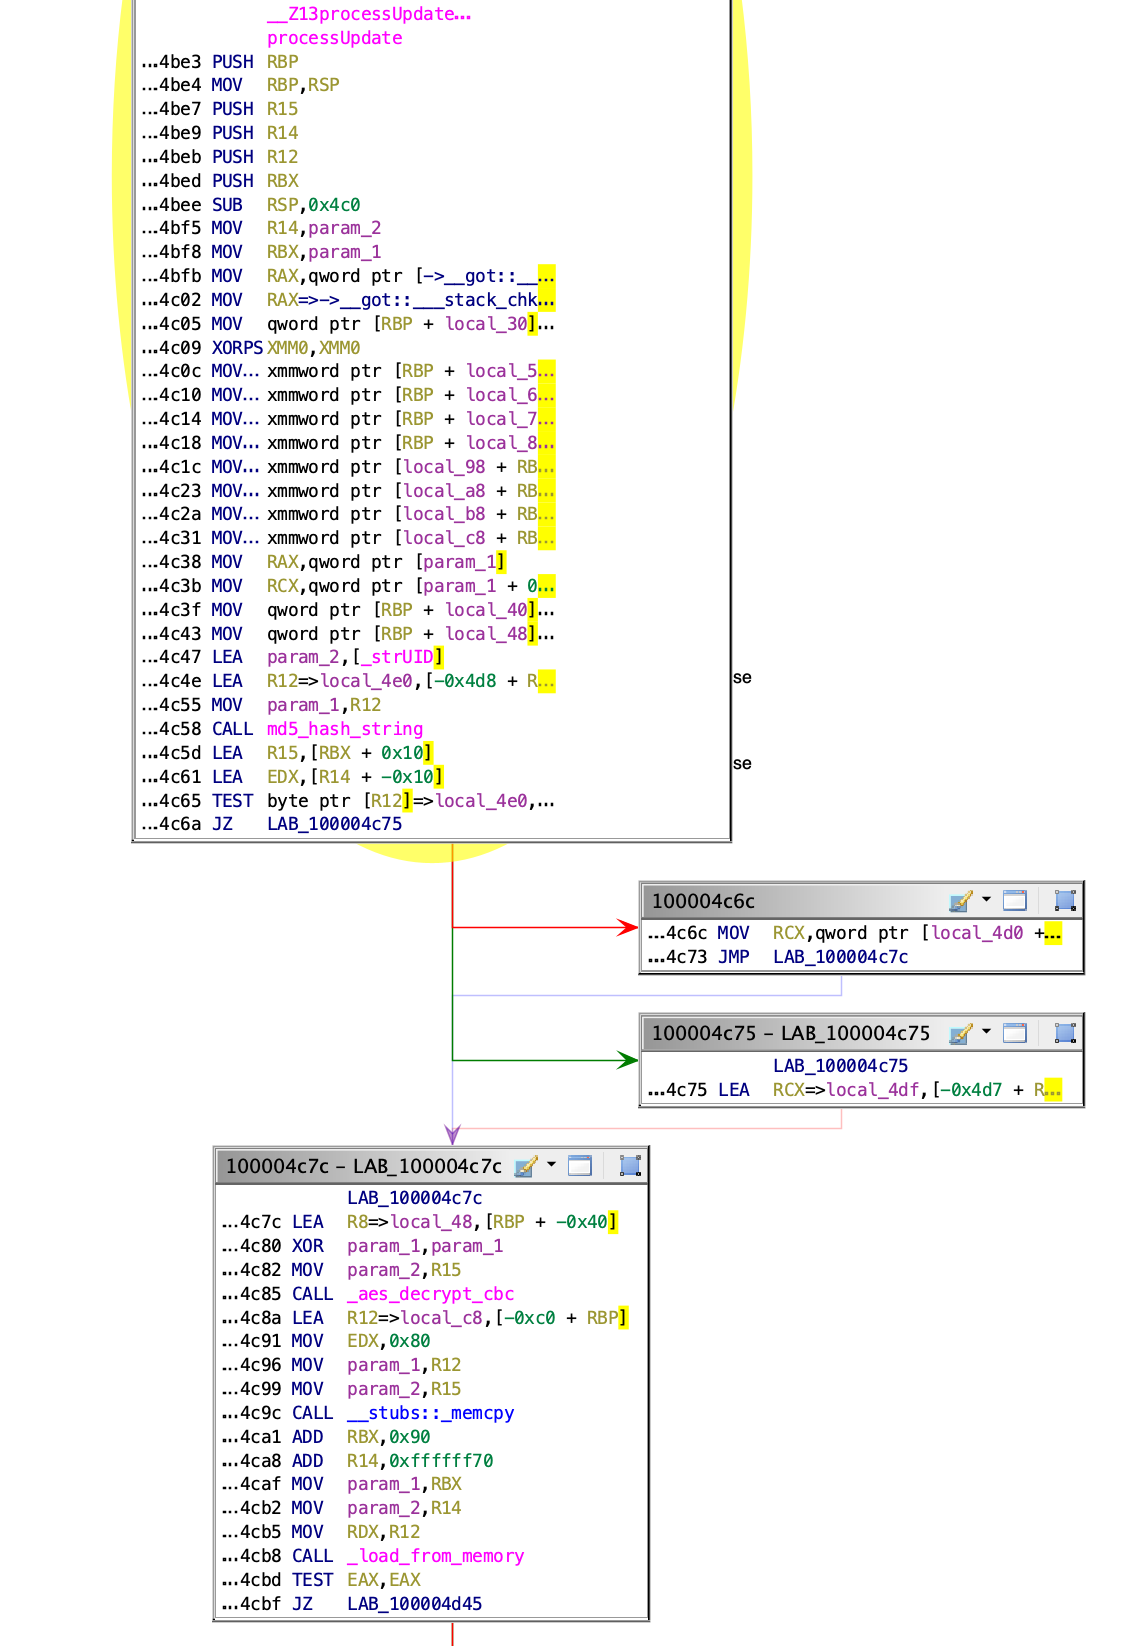 __Z13processUpdate...
processUpdate
...4be3 PUSH RBP
...4be4 MOV RBP,RSP
...4be7 PUSH R15
...4be9 PUSH R14
...4beb PUSH R12
...4bed PUSH RBX
...4bee SUB RSP,0x4c0
...4bf5 MOV R14,param_2
...4bf8 MOV RBX,param_1
...4bfb MOV RAX,qword ptr [->__got::__...
...4c02 MOV RAX=>->__got::___stack_chk...
...4c05 MOV qword ptr [RBP + local_30]...
...4c09 XORPS XMM0,XMM0
...4c0c MOV... xmmword ptr [RBP + local_5...
...4c10 MOV... xmmword ptr [RBP + local_6...
...4c14 MOV... xmmword ptr [RBP + local_7...
...4c18 MOV... xmmword ptr [RBP + local_8...
...4c1c MOV... xmmword ptr [local_98 + RB...
...4c23 MOV... xmmword ptr [local_a8 + RB...
...4c2a MOV... xmmword ptr [local_b8 + RB...
...4c31 MOV... xmmword ptr [local_c8 + RB...
...4c38 MOV RAX,qword ptr [param_1]
...4c3b MOV RCX,qword ptr [param_1 + 0...
...4c3f MOV qword ptr [RBP + local_40]...
...4c43 MOV qword ptr [RBP + local_48]...
...4c47 LEA param_2,[_strUID]
...4c4e LEA R12=>local_4e0,[-0x4d8 + R...
se
...4c55 MOV param_1,R12
...4c58 CALL md5_hash_string
...4c5d LEA R15,[RBX + 0x10]
se
...4c61 LEA EDX,[R14 + -0x10]
...4c65 TEST byte ptr [R12]=>local_4e0,...
...4c6a JZ LAB_100004c75
100004c6c
...4c6c MOV RCX,qword ptr [local_4d0 +...
...4c73 JMP LAB_100004c7c
100004c75 – LAB_100004c75
LAB_100004c75
...4c75 LEA RCX=>local_4df,[-0x4d7 + R...
100004c7c – LAB_100004c7c
LAB_100004c7c
...4c7c LEA R8=>local_48,[RBP + -0x40]
...4c80 XOR param_1,param_1
...4c82 MOV param_2,R15
...4c85 CALL _aes_decrypt_cbc
...4c8a LEA R12=>local_c8,[-0xc0 + RBP]
...4c91 MOV EDX,0x80
...4c96 MOV param_1,R12
...4c99 MOV param_2,R15
...4c9c CALL __stubs::_memcpy
...4ca1 ADD RBX,0x90
...4ca8 ADD R14,0xffffff70
...4caf MOV param_1,RBX
...4cb2 MOV param_2,R14
...4cb5 MOV RDX,R12
...4cb8 CALL _load_from_memory
...4cbd TEST EAX,EAX
...4cbf JZ LAB_100004d45